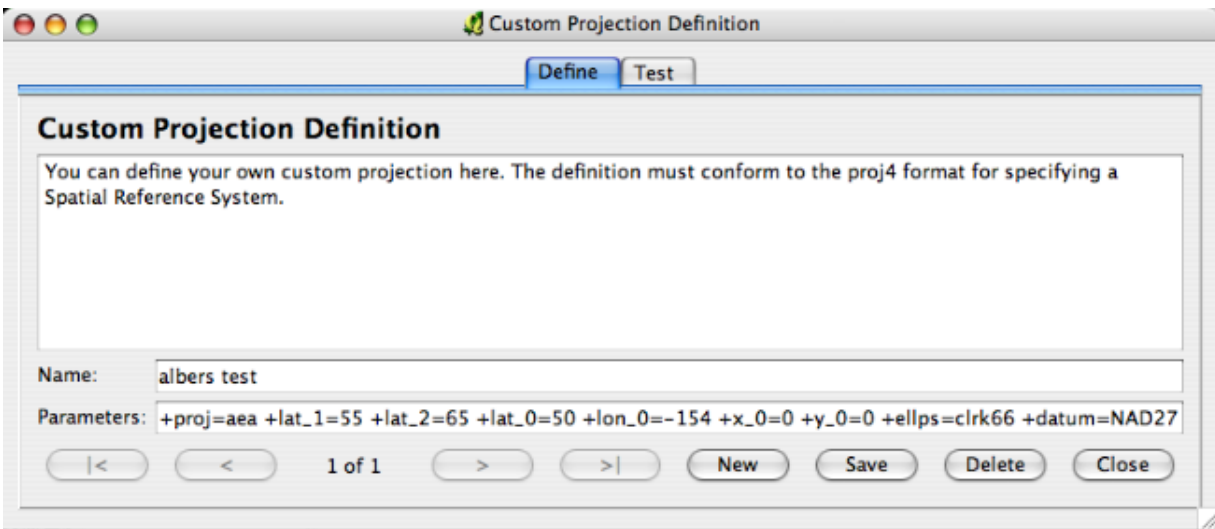 Custom Projection Definition
Define Test
Custom Projection Definition
You can define your own custom projection here. The definition must conform to the proj4 format for specifying a
Spatial Reference System.
Name: albers test
Parameters: +proj=aea +lat_1=55 +lat_2=65 +lat_0=50 +lon_0=-154 +x_0=0 +y_0=0 +ellps=clrk66 +datum=NAD27
|< < 1 of 1 > >| New Save Delete Close